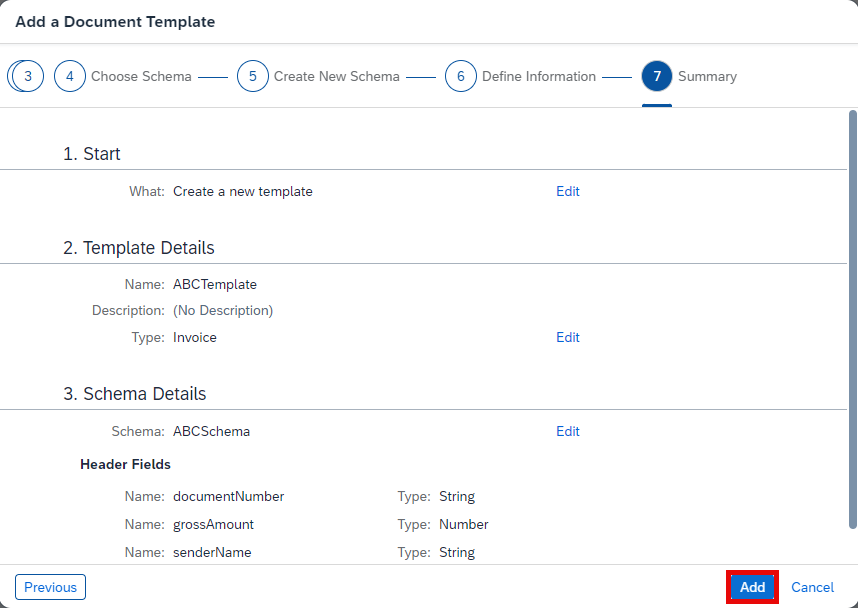 Add a Document Template
3 4 Choose Schema 5 Create New Schema 6 Define Information 7 Summary
1. Start
What: Create a new template Edit
2. Template Details
Name: ABCTemplate
Description: (No Description)
Type: Invoice Edit
3. Schema Details
Schema: ABCSchema Edit
Header Fields
Name: documentNumber Type: String
Name: grossAmount Type: Number
Name: senderName Type: String
Previous Add Cancel